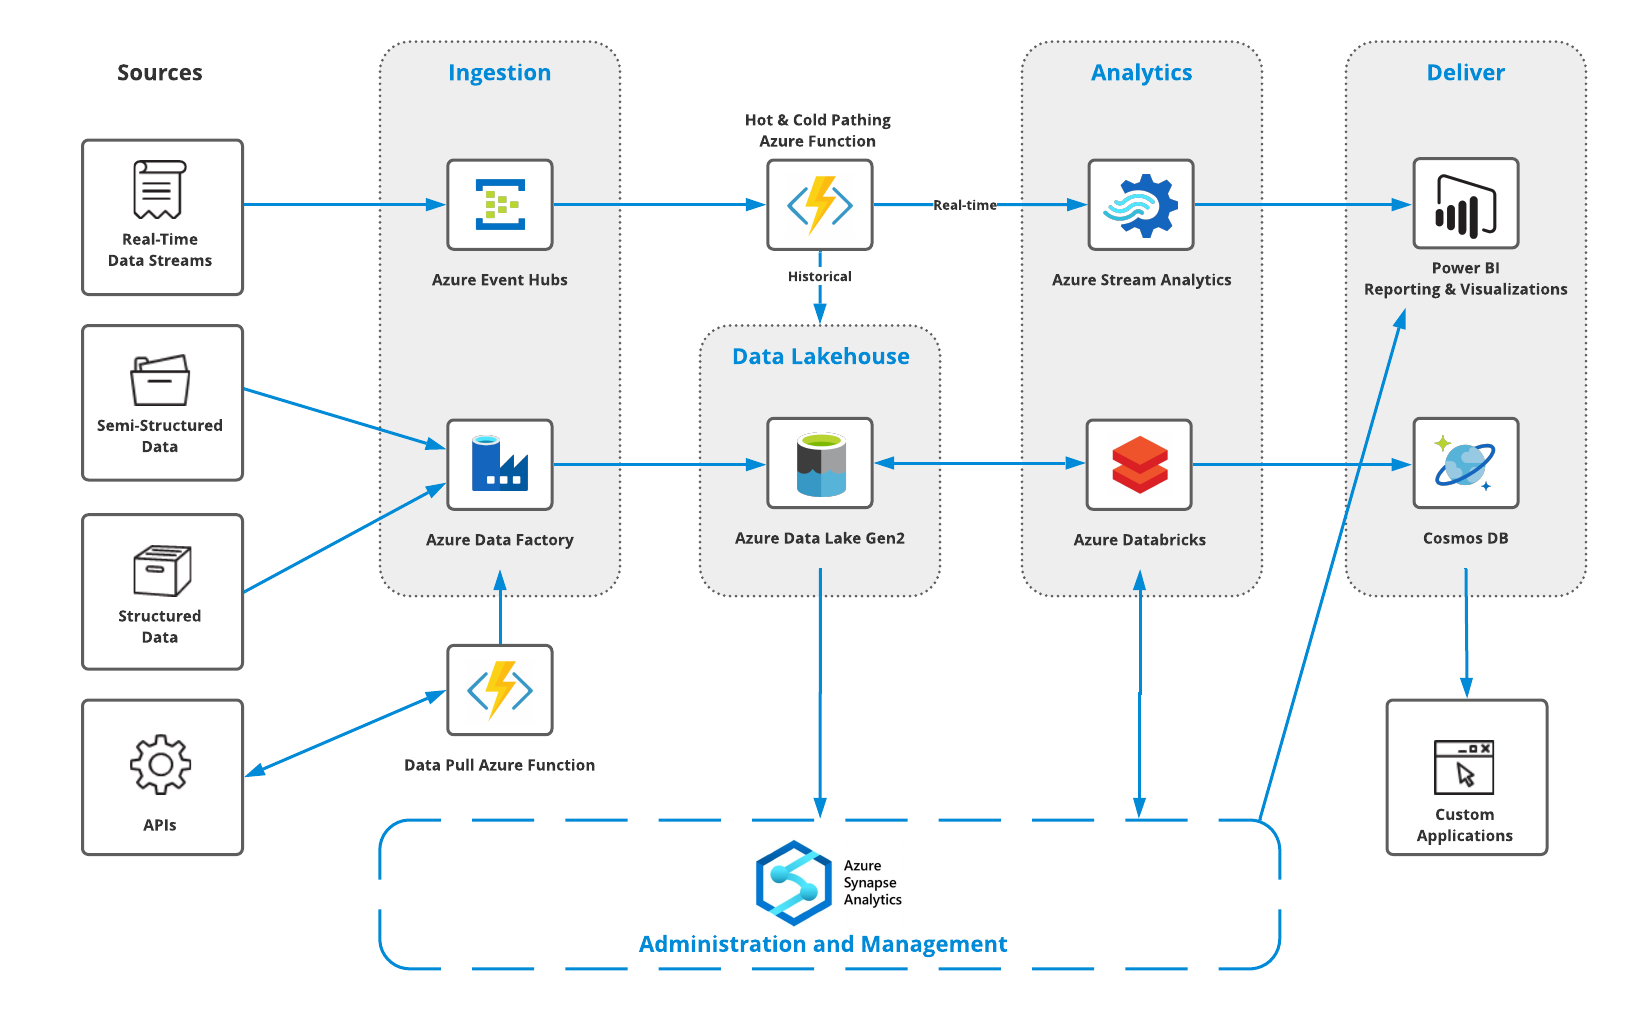 Sources
Ingestion
Analytics
Deliver
Hot & Cold Pathing
Azure Function
Real-Time
Data Streams
Azure Event Hubs
Real-time
Historical
Azure Stream Analytics
Power BI
Reporting & Visualizations
Data Lakehouse
Semi-Structured
Data
Azure Data Factory
Azure Data Lake Gen2
Azure Databricks
Cosmos DB
Structured
Data
Data Pull Azure Function
APIs
Custom
Applications
Azure
Synapse
Analytics
Administration and Management